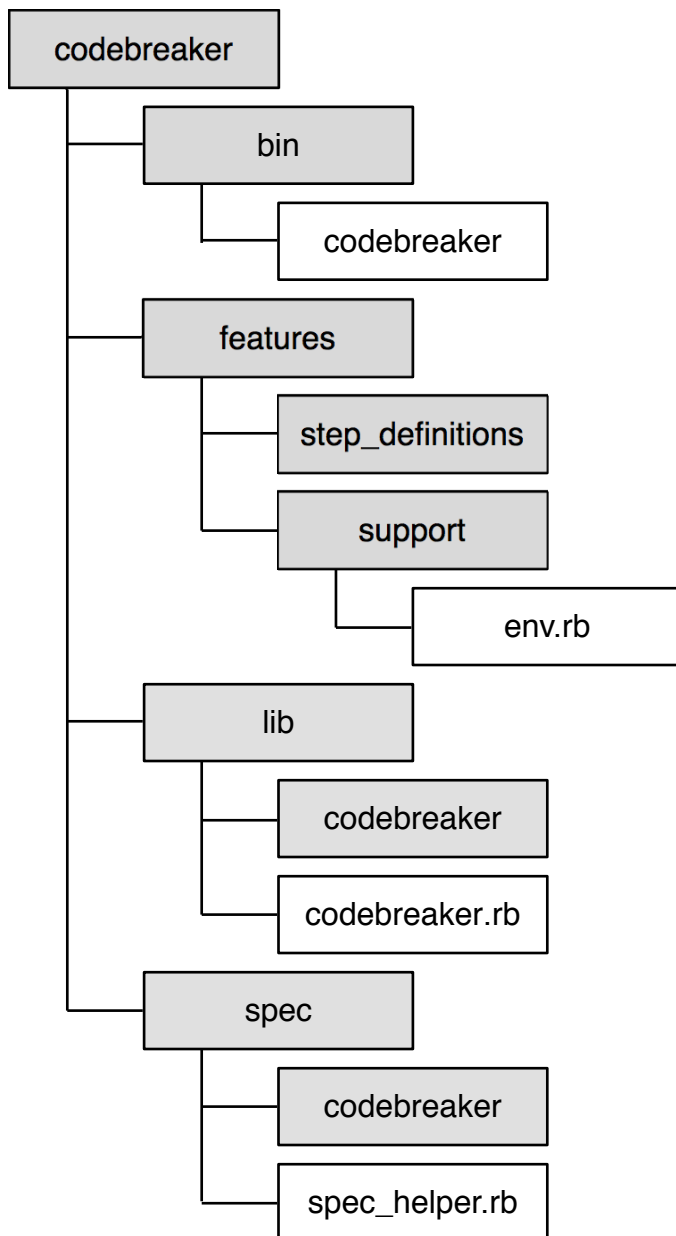 codebreaker
bin
codebreaker
features
step_definitions
support
env.rb
lib
codebreaker
codebreaker.rb
spec
codebreaker
spec_helper.rb